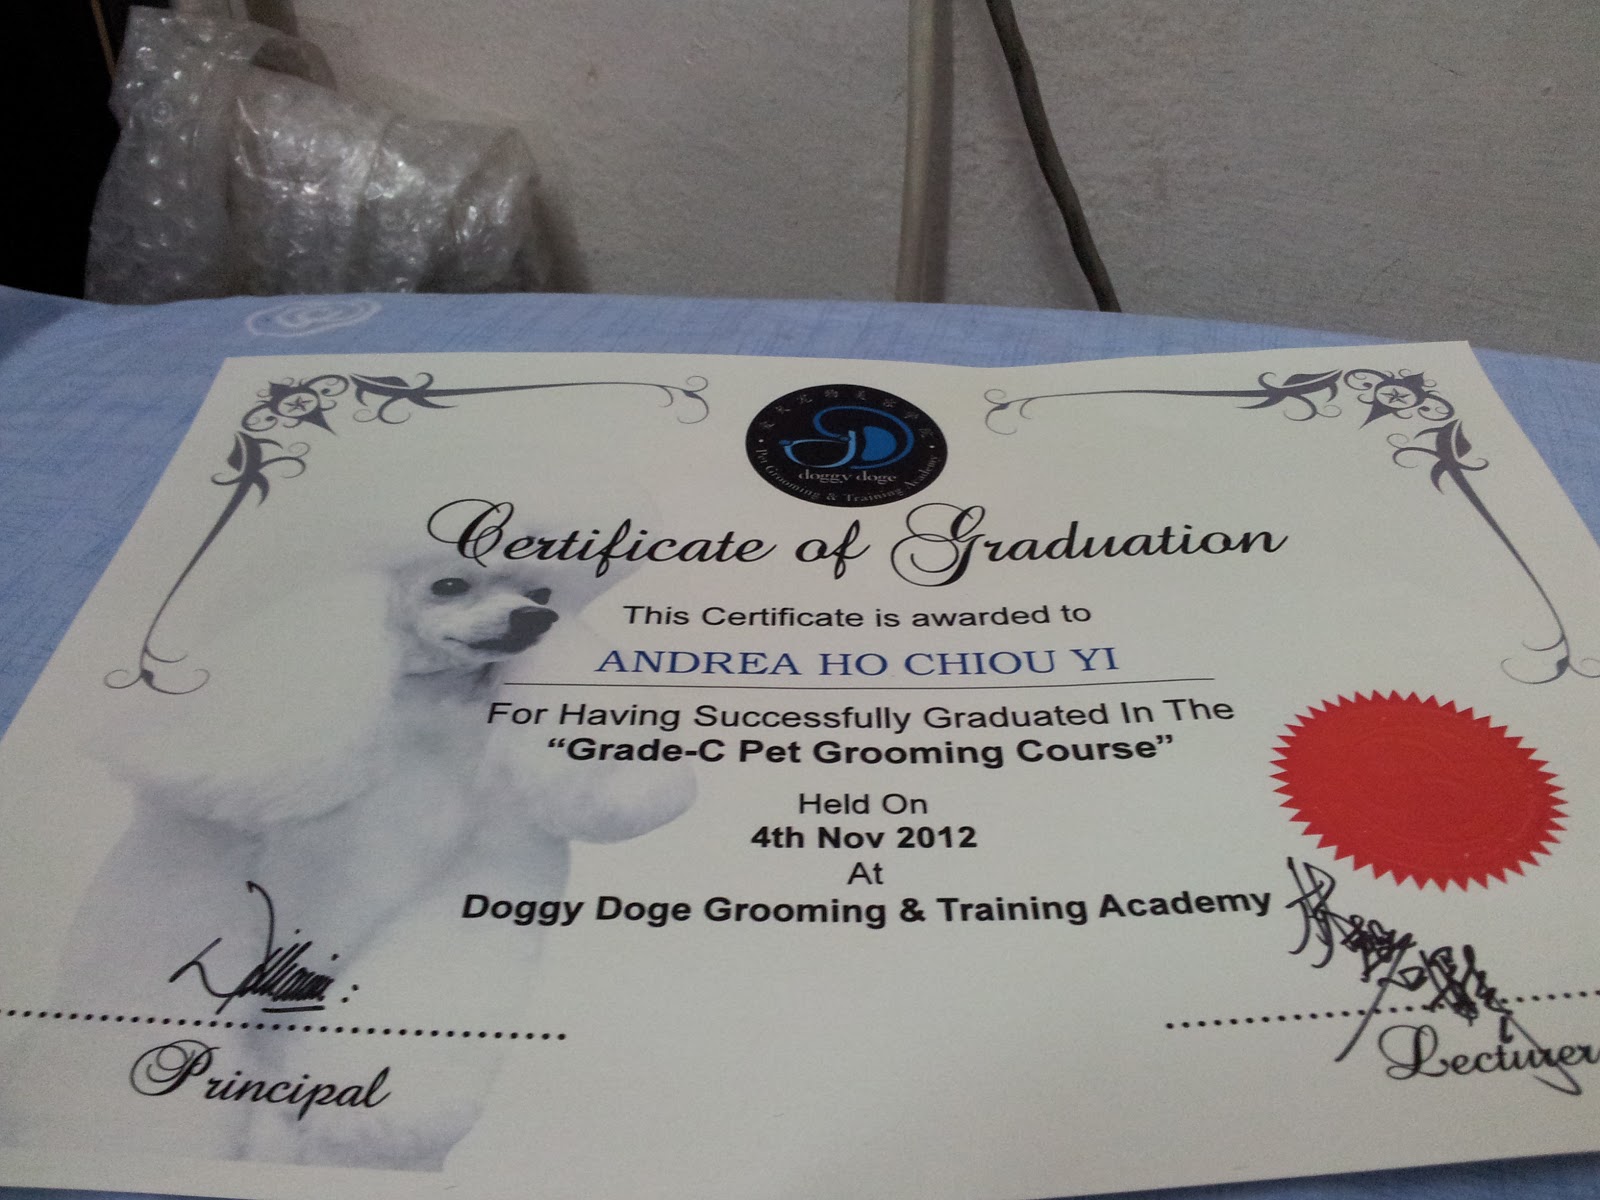 doggy doge
Pet Grooming & Training Academy
Certificate of Graduation
This Certificate is awarded to
ANDREA HO CHIOU YI
For Having Successfully Graduated In The
“Grade-C Pet Grooming Course”
Held On
4th Nov 2012
At
Doggy Doge Grooming & Training Academy
Principal
Lecturer